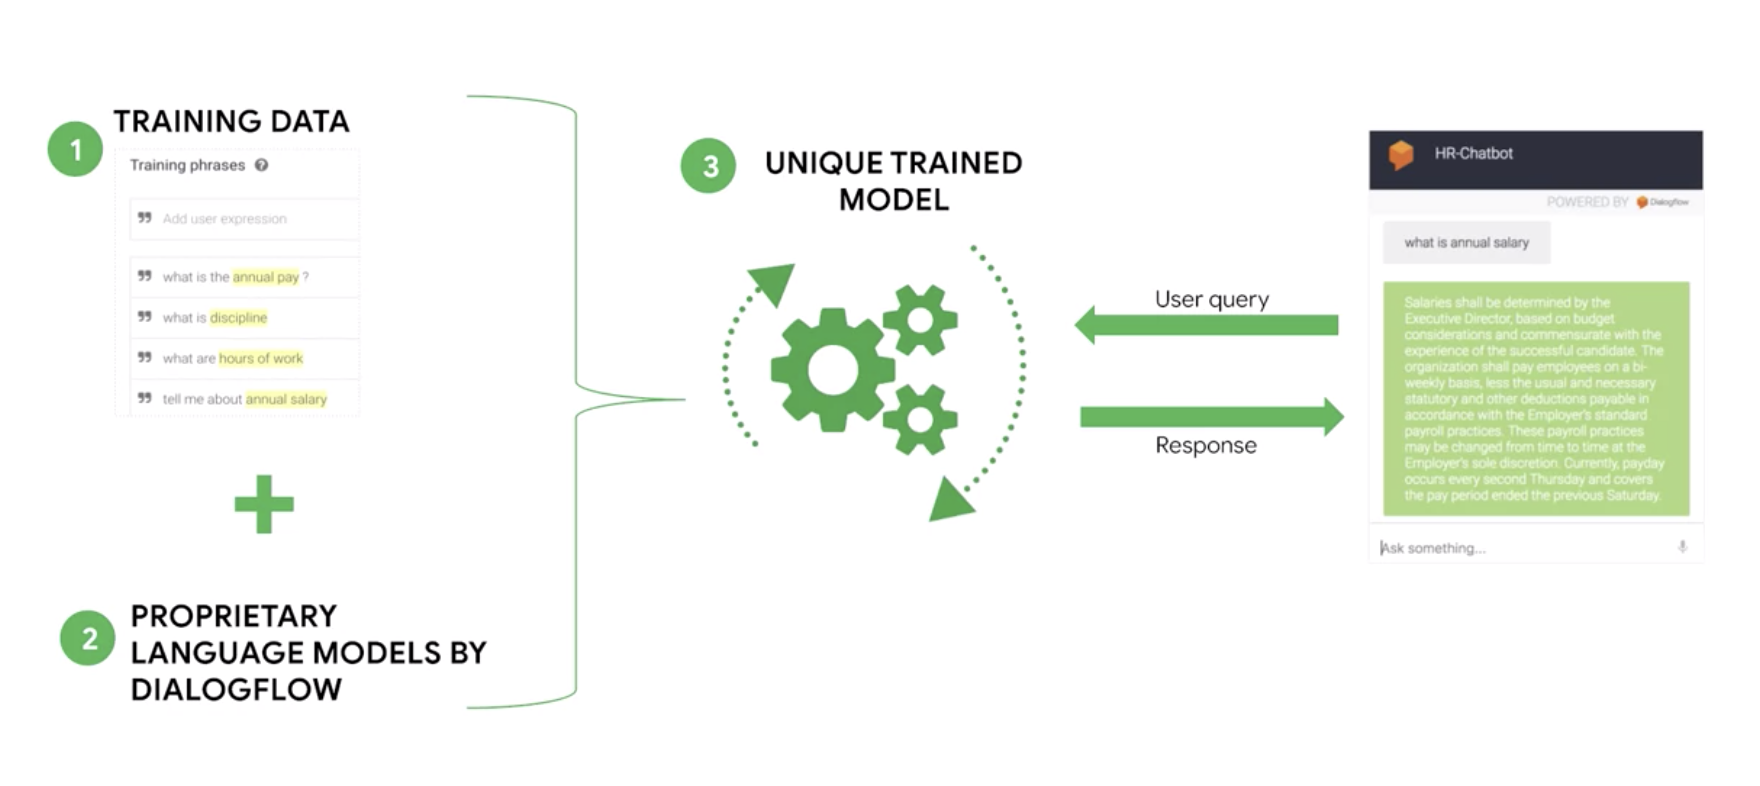 1
TRAINING DATA
Training phrases ?
Add user expression
what is the annual pay ?
what is discipline
what are hours of work
tell me about annual salary
2
PROPRIETARY
LANGUAGE MODELS BY
DIALOGFLOW
3
UNIQUE TRAINED
MODEL
User query
Response
HR-Chatbot
POWERED BY Dialogflow
what is annual salary
Salaries shall be determined by the
Executive Director, based on budget
considerations and commensurate with the
experience of the successful candidate. The
organization shall pay employees on a bi-
weekly basis, less the usual and necessary
statutory and other deductions payable in
accordance with the Employer's standard
payroll practices. These payroll practices
may be changed from time to time at the
Employer's sole discretion. Currently, payday
occurs every second Thursday and covers
the pay period ended the previous Saturday.
Ask something...